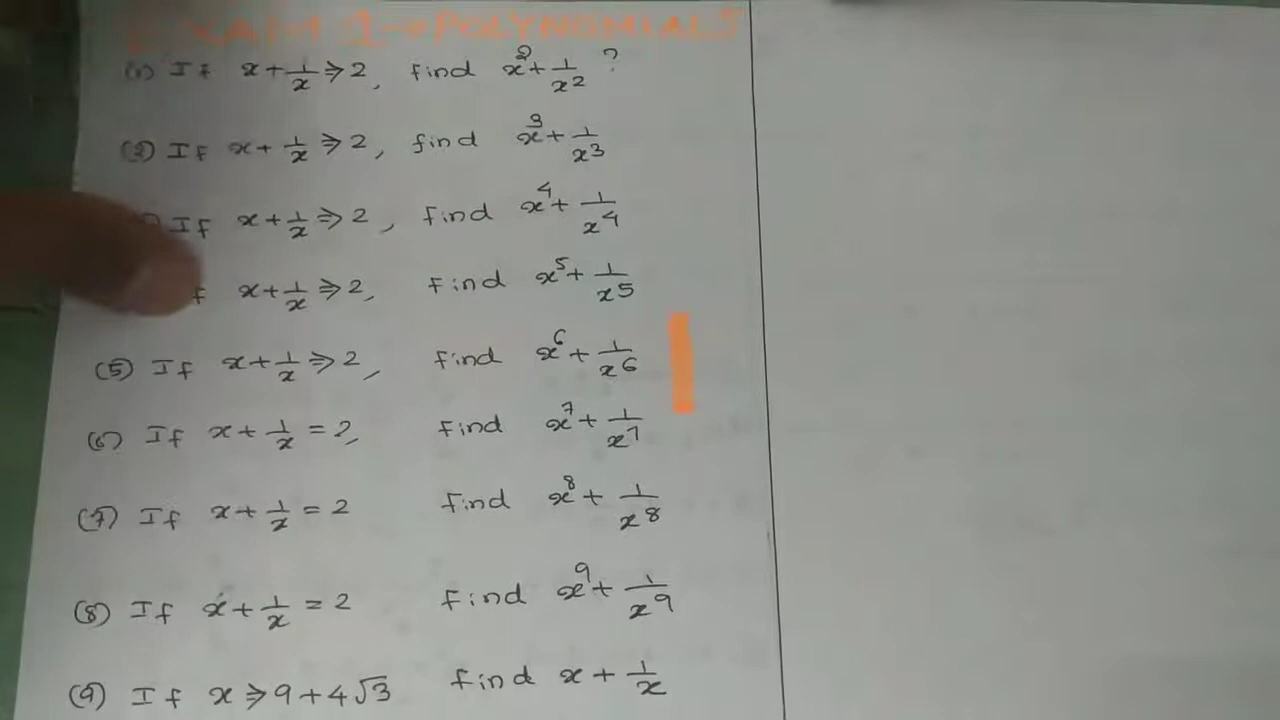 EXAM 1 → POLYNOMIALS
(1) If x + 1/x ⩾ 2, find x² + 1/x² ?
(2) If x + 1/x ⩾ 2, find x³ + 1/x³
If x + 1/x ⩾ 2, find x⁴ + 1/x⁴
x + 1/x ⩾ 2, find x⁵ + 1/x⁵
(5) If x + 1/x ⩾ 2, find x⁶ + 1/x⁶
(6) If x + 1/x = 2, find x⁷ + 1/x⁷
(7) If x + 1/x = 2 find x⁸ + 1/x⁸
(8) If x + 1/x = 2 find x⁹ + 1/x⁹
(9) If x ⩾ 9 + 4√3 find x + 1/x